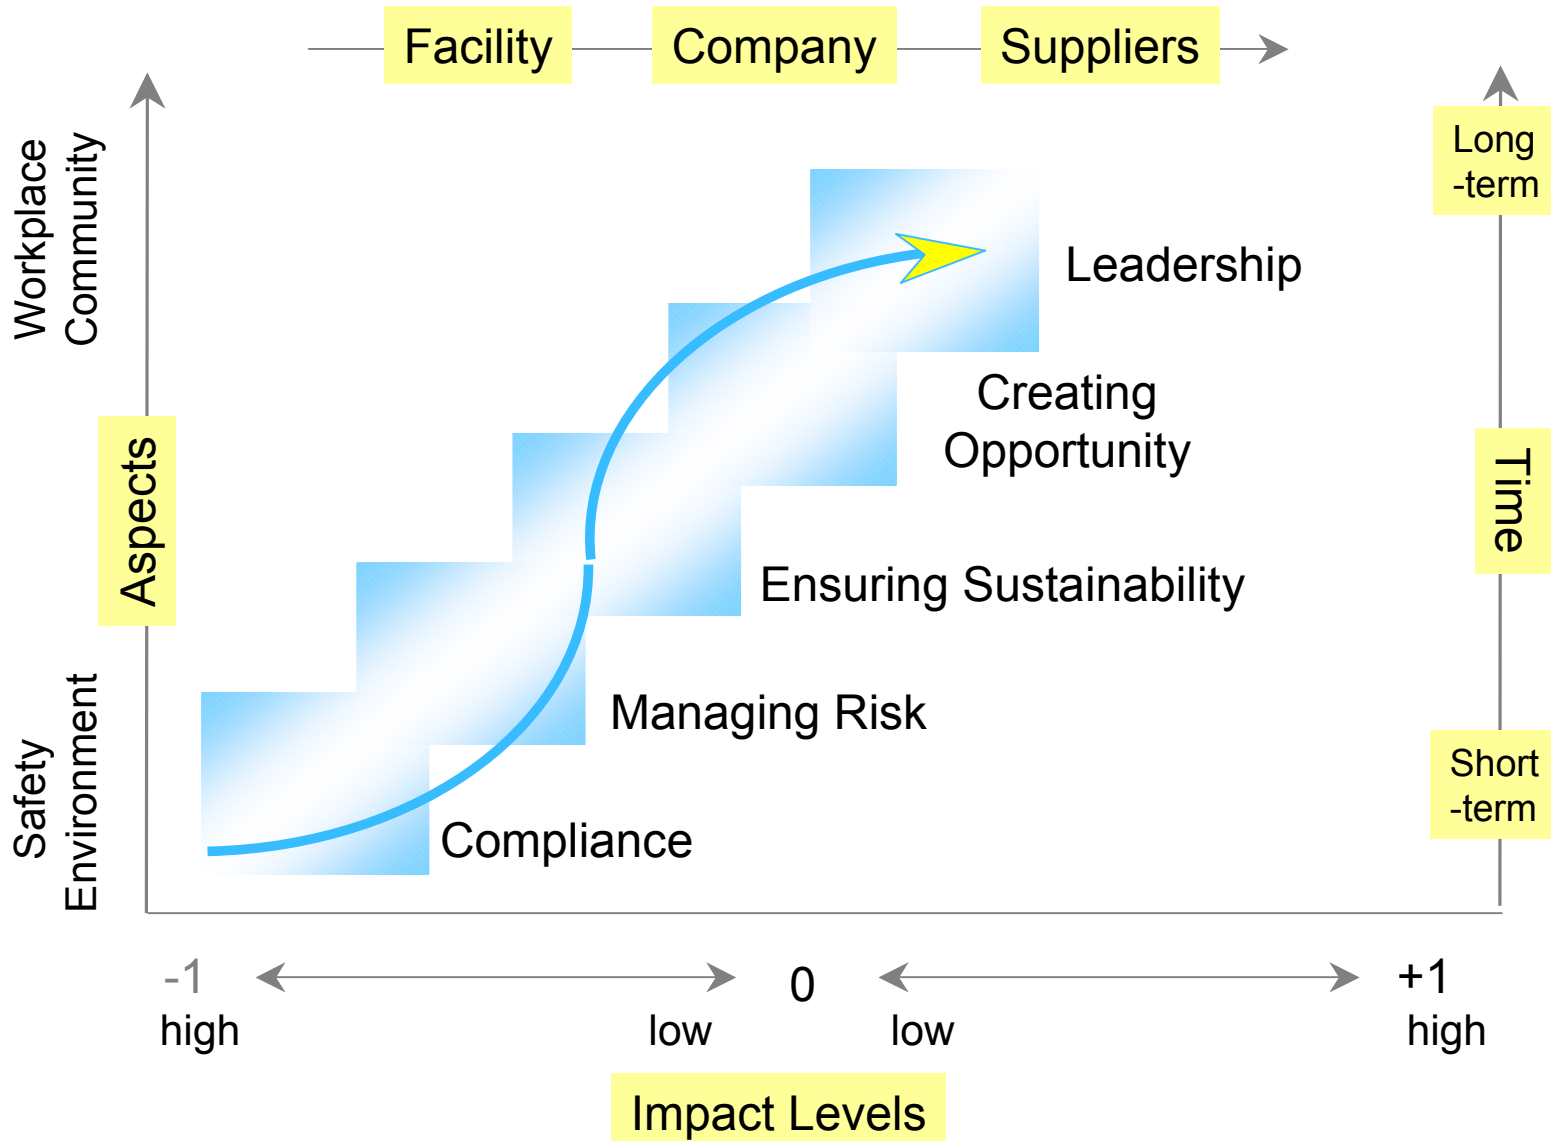 Facility
Company
Suppliers
Workplace
Community
Long
-term
Leadership
Creating
Opportunity
Aspects
Time
Ensuring Sustainability
Managing Risk
Safety
Environment
Short
-term
Compliance
-1
0
+1
high
low
low
high
Impact Levels